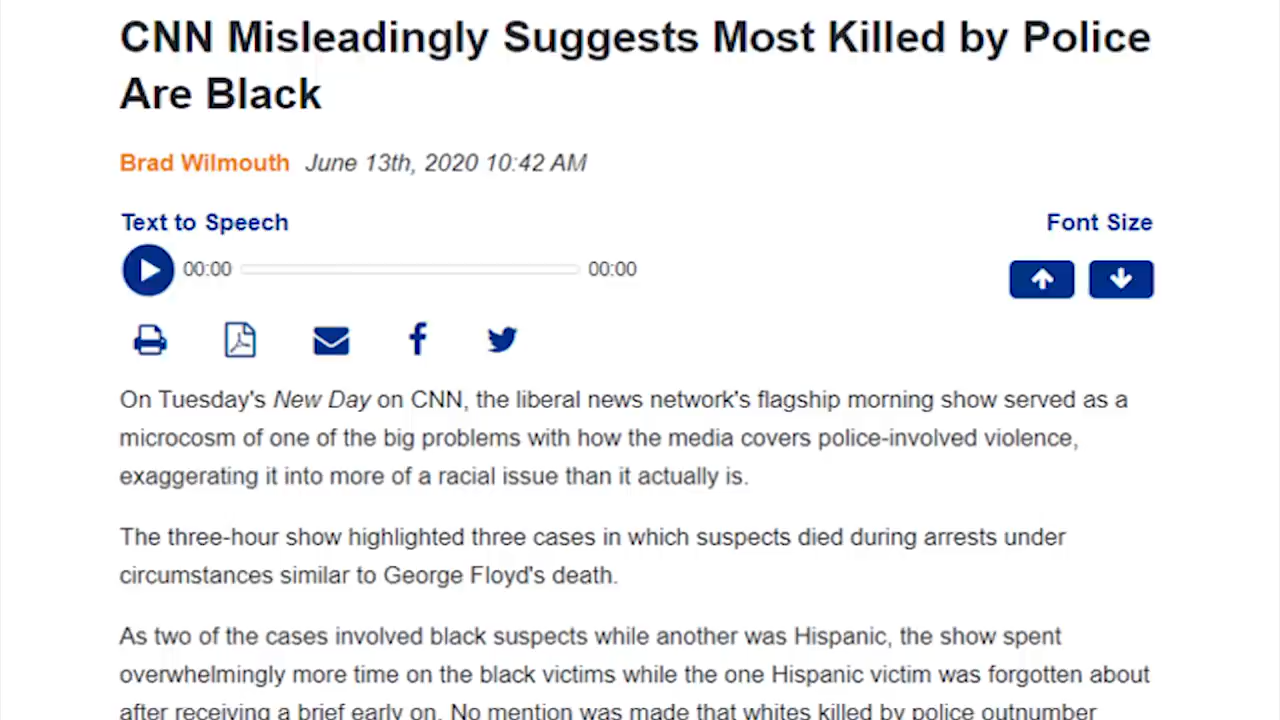 CNN Misleadingly Suggests Most Killed by Police
Are Black
Brad Wilmouth June 13th, 2020 10:42 AM
Text to Speech
Font Size
00:00
00:00
On Tuesday's New Day on CNN, the liberal news network's flagship morning show served as a
microcosm of one of the big problems with how the media covers police-involved violence,
exaggerating it into more of a racial issue than it actually is.
The three-hour show highlighted three cases in which suspects died during arrests under
circumstances similar to George Floyd's death.
As two of the cases involved black suspects while another was Hispanic, the show spent
overwhelmingly more time on the black victims while the one Hispanic victim was forgotten about
after receiving a brief early on. No mention was made that whites killed by police outnumber